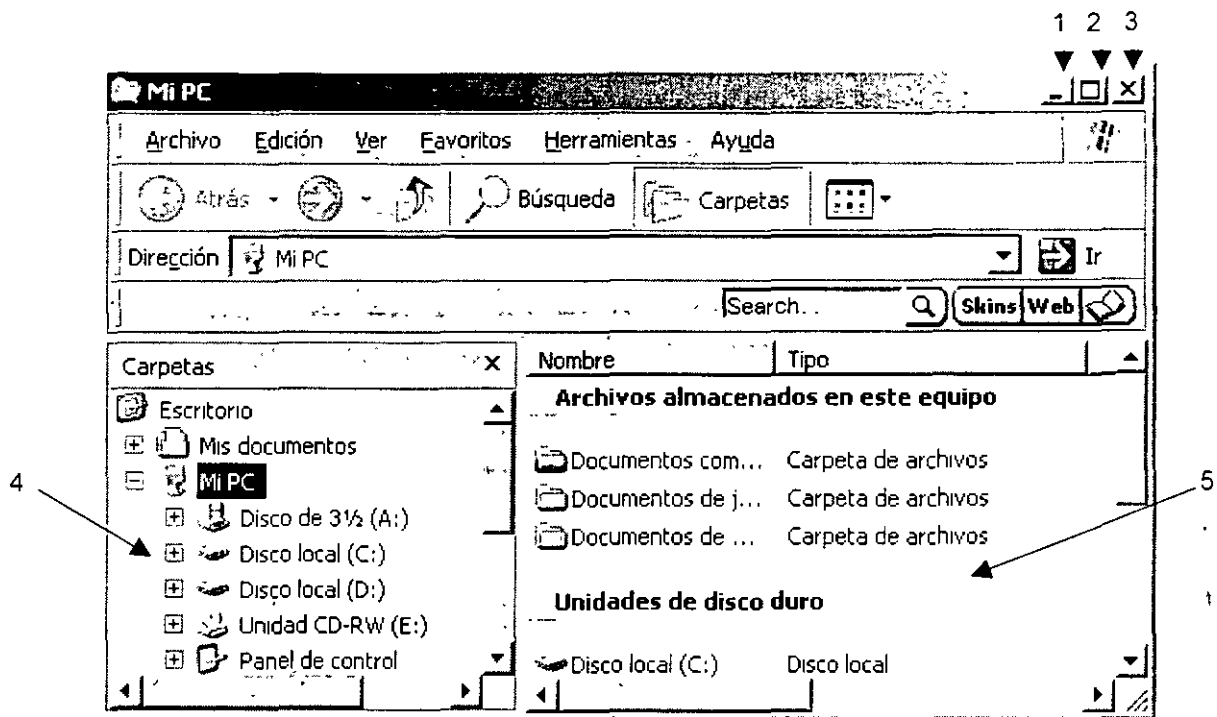 1 2 3
Mi PC
Archivo Edición Ver Favoritos Herramientas Ayuda
Atrás Búsqueda Carpetas
Dirección Mi PC Ir
Search.. Skins Web
Carpetas
Nombre Tipo
Escritorio
Mis documentos
Mi PC
Disco de 3½ (A:)
Disco local (C:)
Disco local (D:)
Unidad CD-RW (E:)
Panel de control
Archivos almacenados en este equipo
Documentos com... Carpeta de archivos
Documentos de j... Carpeta de archivos
Documentos de ... Carpeta de archivos
Unidades de disco duro
Disco local (C:) Disco local
4
5